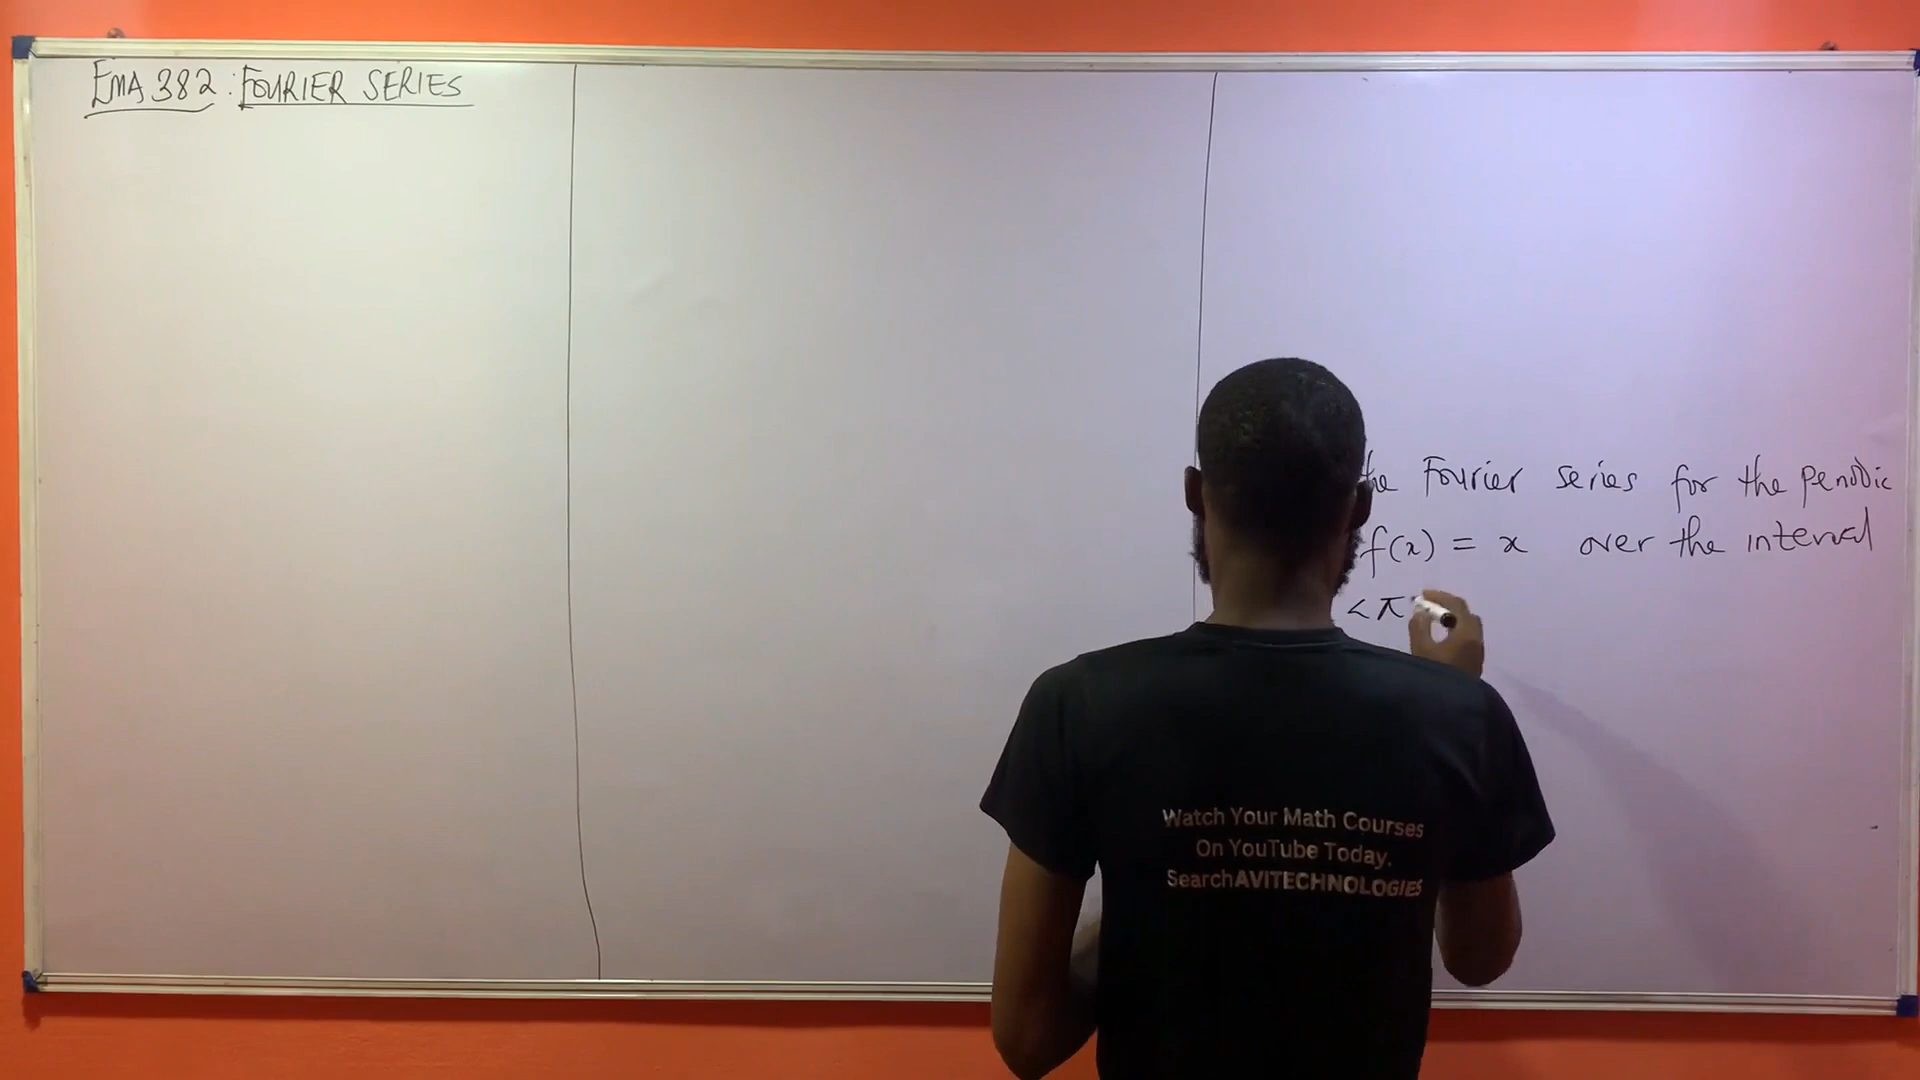 EMA 382 : FOURIER SERIES
the Fourier series for the periodic
f(x) = x over the interval
< π
Watch Your Math Courses
On YouTube Today.
SearchAVITECHNOLOGIES